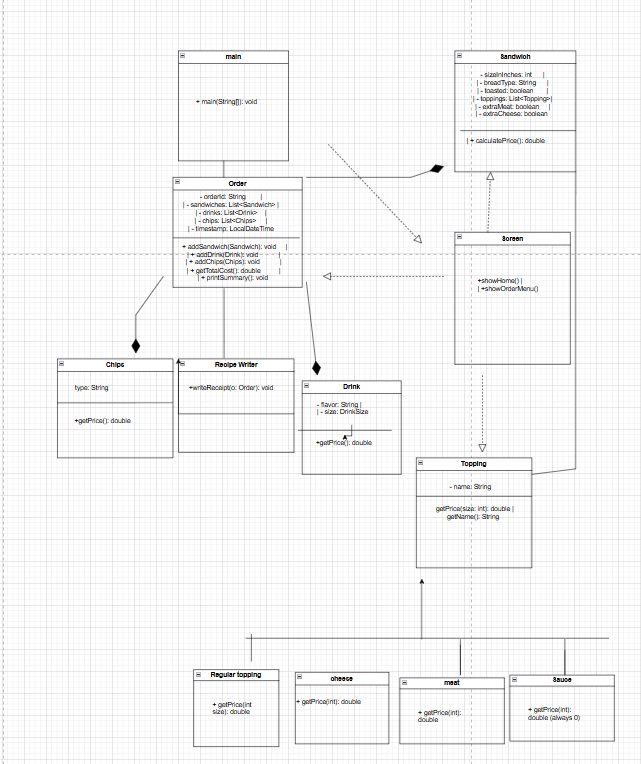 main
+ main(String[]): void
Sandwich
- sizeInInches: int |
| - breadType: String |
| - toasted: boolean |
| - toppings: List<Topping>|
| - extraMeat: boolean |
| - extraCheese: boolean
| + calculatePrice(): double
Order
- orderId: String |
| - sandwiches: List<Sandwich> |
| - drinks: List<Drink> |
| - chips: List<Chips> |
| - timestamp: LocalDateTime
+ addSandwich(Sandwich): void |
| + addDrink(Drink): void |
| + addChips(Chips): void |
| + getTotalCost(): double |
| + printSummary(): void
Screen
+showHome() |
| +showOrderMenu()
Chips
type: String
+getPrice(): double
Recipe Writer
+writeReceipt(o: Order): void
Drink
- flavor: String |
| - size: DrinkSize
+getPrice(): double
Topping
- name: String
getPrice(size: int): double |
getName(): String
Regular topping
+ getPrice(int
size): double
cheese
+ getPrice(int): double
meat
+ getPrice(int):
double
Sauce
+ getPrice(int):
double (always 0)